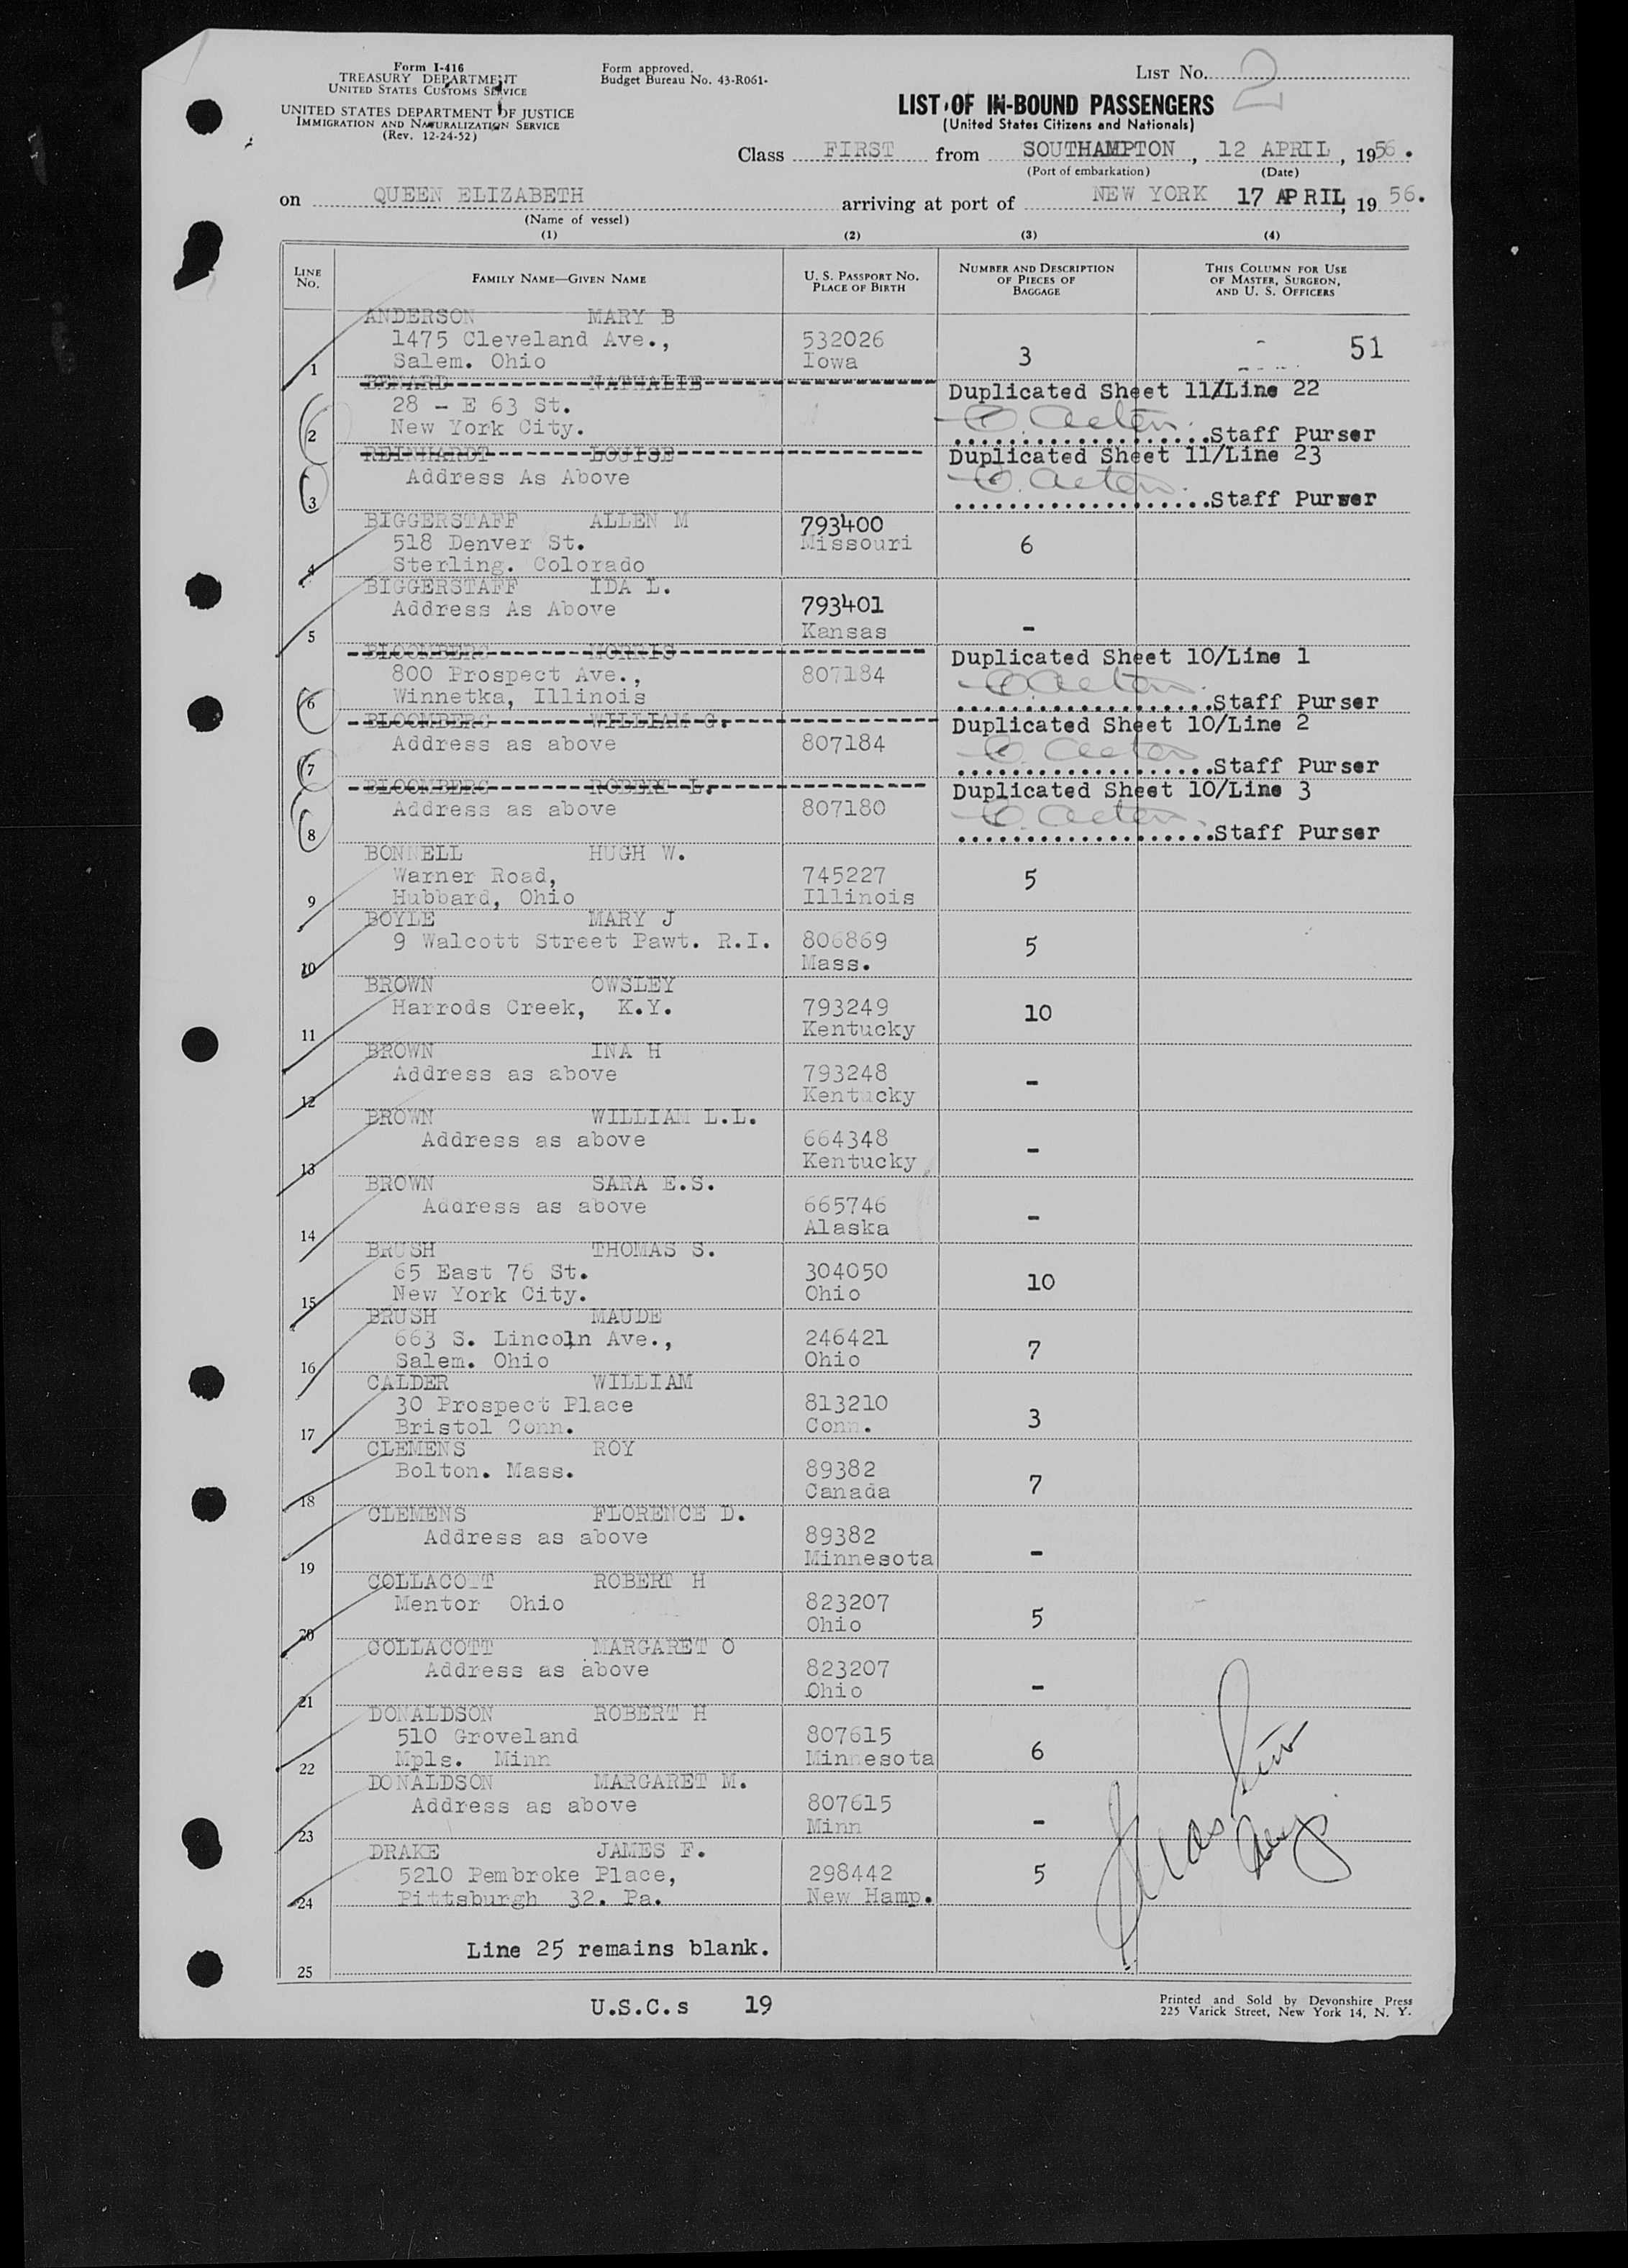 Form I-416
TREASURY DEPARTMENT
UNITED STATES CUSTOMS SERVICE
UNITED STATES DEPARTMENT OF JUSTICE
IMMIGRATION AND NATURALIZATION SERVICE
(Rev. 12-24-52)
Form approved.
Budget Bureau No. 43-R061-
LIST No. 2
LIST OF IN-BOUND PASSENGERS
(United States Citizens and Nationals)
Class FIRST from SOUTHAMPTON, 12 APRIL, 1956.
(Port of embarkation) (Date)
on QUEEN ELIZABETH arriving at port of NEW YORK 17 APRIL, 19 56.
(Name of vessel)
(1) (2) (3) (4)
LINE No. FAMILY NAME—GIVEN NAME U. S. PASSPORT No. PLACE OF BIRTH NUMBER AND DESCRIPTION OF PIECES OF BAGGAGE THIS COLUMN FOR USE OF MASTER, SURGEON, AND U. S. OFFICERS
ANDERSON MARY B
1475 Cleveland Ave., 532026
1 Salem. Ohio Iowa 3 - 51
NATHALIE Duplicated Sheet 11/Line 22
28 - E 63 St.
2 New York City. Staff Purser
REINHARDT LOUISE Duplicated Sheet 11/Line 23
Address As Above
3 Staff Purser
BIGGERSTAFF ALLEN M 793400
518 Denver St. Missouri 6
4 Sterling. Colorado
BIGGERSTAFF IDA L.
Address As Above 793401
5 Kansas -
BLOOMBERG MORRIS Duplicated Sheet 10/Line 1
800 Prospect Ave., 807184
6 Winnetka, Illinois Staff Purser
BLOOMBERG WILLIAM G. Duplicated Sheet 10/Line 2
Address as above 807184
7 Staff Purser
BLOOMBERG ROBERT L. Duplicated Sheet 10/Line 3
Address as above 807180
8 Staff Purser
BONNELL HUGH W.
Warner Road, 745227 5
9 Hubbard, Ohio Illinois
BOYLE MARY J
9 Walcott Street Pawt. R.I. 806869 5
10 Mass.
BROWN OWSLEY
Harrods Creek, K.Y. 793249 10
11 Kentucky
BROWN INA H
Address as above 793248 -
12 Kentucky
BROWN WILLIAM L.L.
Address as above 664348 -
13 Kentucky
BROWN SARA E.S.
Address as above 665746 -
14 Alaska
BRUSH THOMAS S.
65 East 76 St. 304050 10
15 New York City. Ohio
BRUSH MAUDE
663 S. Lincoln Ave., 246421 7
16 Salem. Ohio Ohio
CALDER WILLIAM
30 Prospect Place 813210 3
17 Bristol Conn. Conn.
CLEMENS ROY
Bolton. Mass. 89382 7
18 Canada
CLEMENS FLORENCE D.
Address as above 89382 -
19 Minnesota
COLLACOTT ROBERT H
Mentor Ohio 823207 5
20 Ohio
COLLACOTT MARGARET O
Address as above 823207 -
21 Ohio
DONALDSON ROBERT H
510 Groveland 807615 6
22 Mpls. Minn Minnesota
DONALDSON MARGARET M.
Address as above 807615 -
23 Minn
DRAKE JAMES F.
5210 Pembroke Place, 298442 5
24 Pittsburgh 32. Pa. New Hamp.
Line 25 remains blank.
25
U.S.C.s 19
Printed and Sold by Devonshire Press
225 Varick Street, New York 14, N. Y.